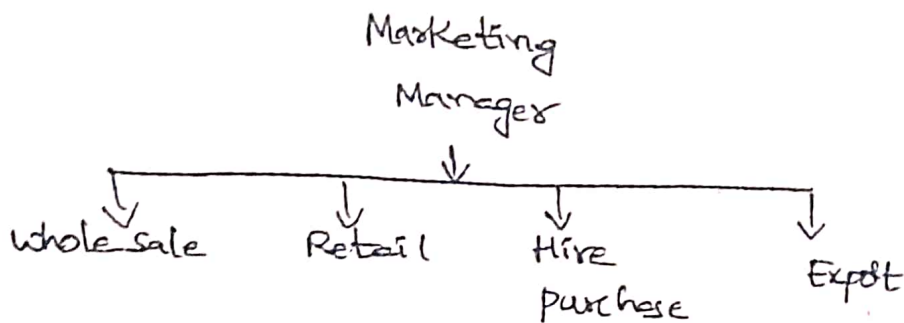 Marketing
Manager
Whole sale Retail Hire Export
purchase